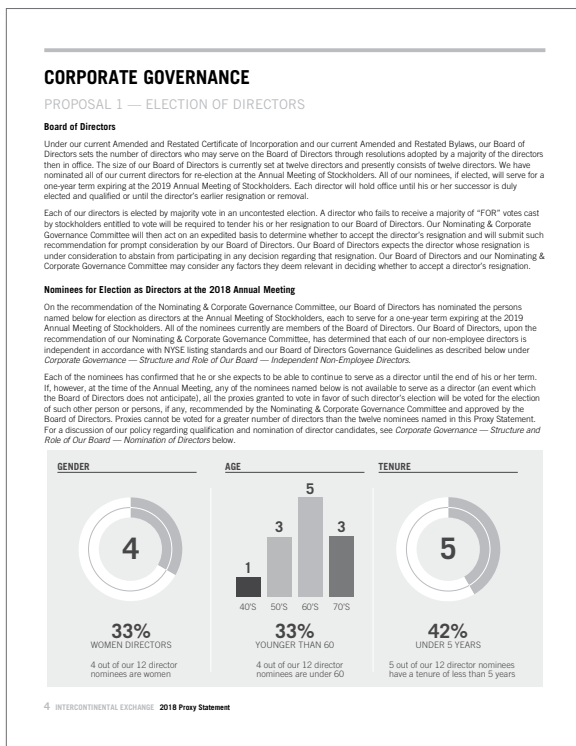 CORPORATE GOVERNANCE
PROPOSAL 1 — ELECTION OF DIRECTORS
Board of Directors
Under our current Amended and Restated Certificate of Incorporation and our current Amended and Restated Bylaws, our Board of
Directors sets the number of directors who may serve on the Board of Directors through resolutions adopted by a majority of the directors
then in office. The size of our Board of Directors is currently set at twelve directors and presently consists of twelve directors. We have
nominated all of our current directors for re-election at the Annual Meeting of Stockholders. All of our nominees, if elected, will serve for a
one-year term expiring at the 2019 Annual Meeting of Stockholders. Each director will hold office until his or her successor is duly
elected and qualified or until the director's earlier resignation or removal.
Each of our directors is elected by majority vote in an uncontested election. A director who fails to receive a majority of “FOR” votes cast
by stockholders entitled to vote will be required to tender his or her resignation to our Board of Directors. Our Nominating & Corporate
Governance Committee will then act on an expedited basis to determine whether to accept the director's resignation and will submit such
recommendation for prompt consideration by our Board of Directors. Our Board of Directors expects the director whose resignation is
under consideration to abstain from participating in any decision regarding that resignation. Our Board of Directors and our Nominating &
Corporate Governance Committee may consider any factors they deem relevant in deciding whether to accept a director's resignation.
Nominees for Election as Directors at the 2018 Annual Meeting
On the recommendation of the Nominating & Corporate Governance Committee, our Board of Directors has nominated the persons
named below for election as directors at the Annual Meeting of Stockholders, each to serve for a one-year term expiring at the 2019
Annual Meeting of Stockholders. All of the nominees currently are members of the Board of Directors. Our Board of Directors, upon the
recommendation of our Nominating & Corporate Governance Committee, has determined that each of our non-employee directors is
independent in accordance with NYSE listing standards and our Board of Directors Governance Guidelines as described below under
Corporate Governance — Structure and Role of Our Board — Independent Non-Employee Directors.
Each of the nominees has confirmed that he or she expects to be able to continue to serve as a director until the end of his or her term.
If, however, at the time of the Annual Meeting, any of the nominees named below is not available to serve as a director (an event which
the Board of Directors does not anticipate), all the proxies granted to vote in favor of such director's election will be voted for the election
of such other person or persons, if any, recommended by the Nominating & Corporate Governance Committee and approved by the
Board of Directors. Proxies cannot be voted for a greater number of directors than the twelve nominees named in this Proxy Statement.
For a discussion of our policy regarding qualification and nomination of director candidates, see Corporate Governance — Structure and
Role of Our Board — Nomination of Directors below.
GENDER
4
33%
WOMEN DIRECTORS
4 out of our 12 director
nominees are women
AGE
1
3
5
3
40'S 50'S 60'S 70'S
33%
YOUNGER THAN 60
4 out of our 12 director
nominees are under 60
TENURE
5
42%
UNDER 5 YEARS
5 out of our 12 director nominees
have a tenure of less than 5 years
4 INTERCONTINENTAL EXCHANGE 2018 Proxy Statement